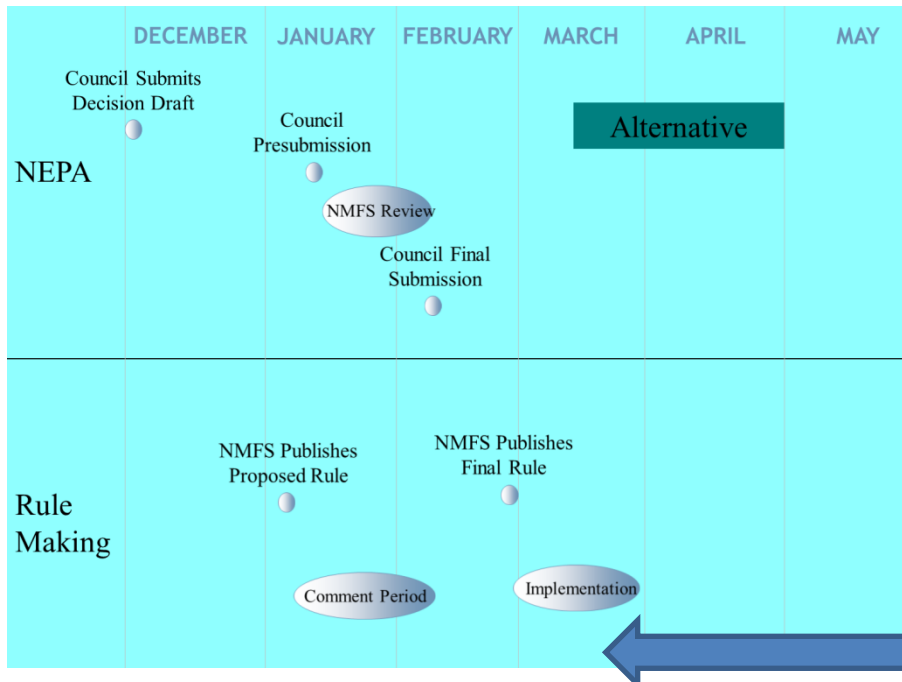 DECEMBER JANUARY FEBRUARY MARCH APRIL MAY
Council Submits
Decision Draft
Council
Presubmission
Alternative
NEPA
NMFS Review
Council Final
Submission
NMFS Publishes
Proposed Rule
NMFS Publishes
Final Rule
Rule
Making
Comment Period
Implementation